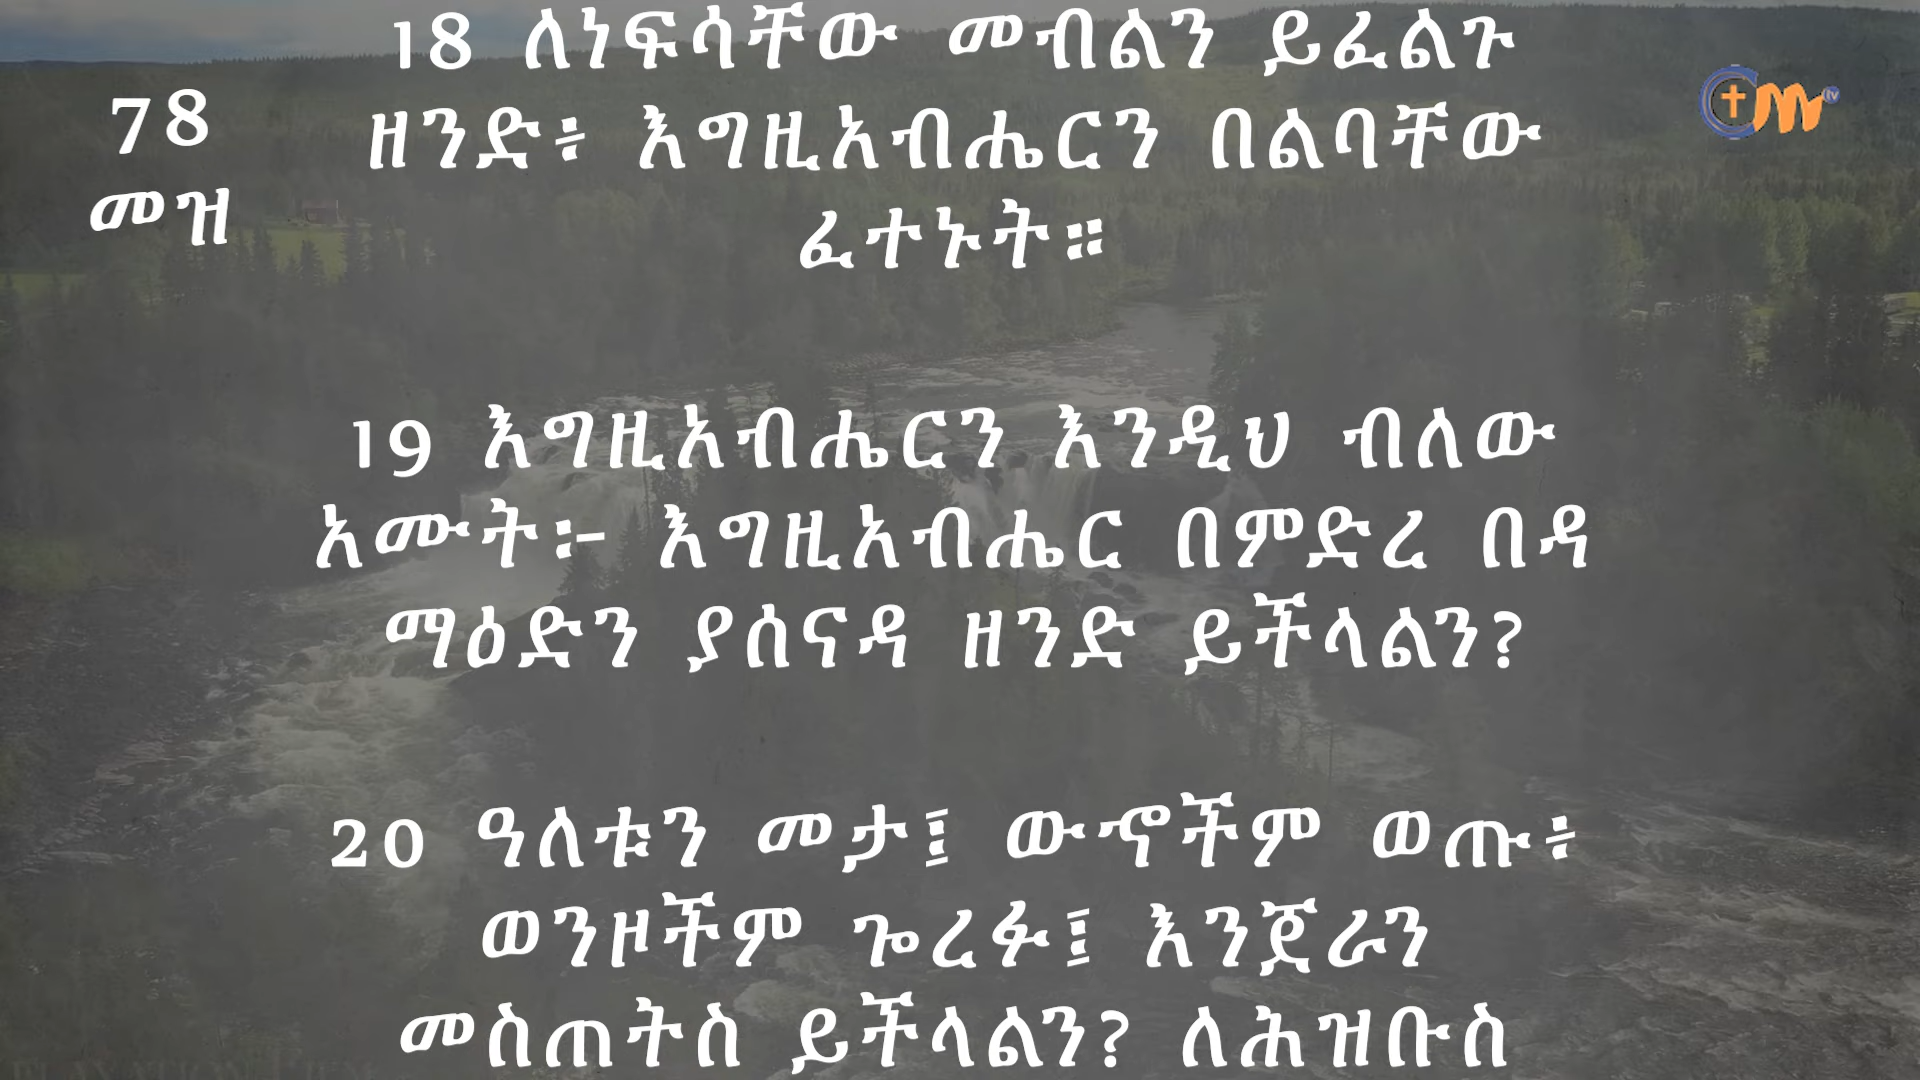 78
መዝ
18 ለነፍሳቸው መብልን ይፈልጉ
ዘንድ፥ እግዚአብሔርን በልባቸው
ፈተኑት።
19 እግዚአብሔርን እንዲህ ብለው
አሙት፦ እግዚአብሔር በምድረ በዳ
ማዕድን ያሰናዳ ዘንድ ይችላልን?
20 ዓለቱን መታ፤ ውኆችም ወጡ፥
ወንዞችም ጐረፉ፤ እንጀራን
መስጠትስ ይችላልን? ለሕዝቡስ